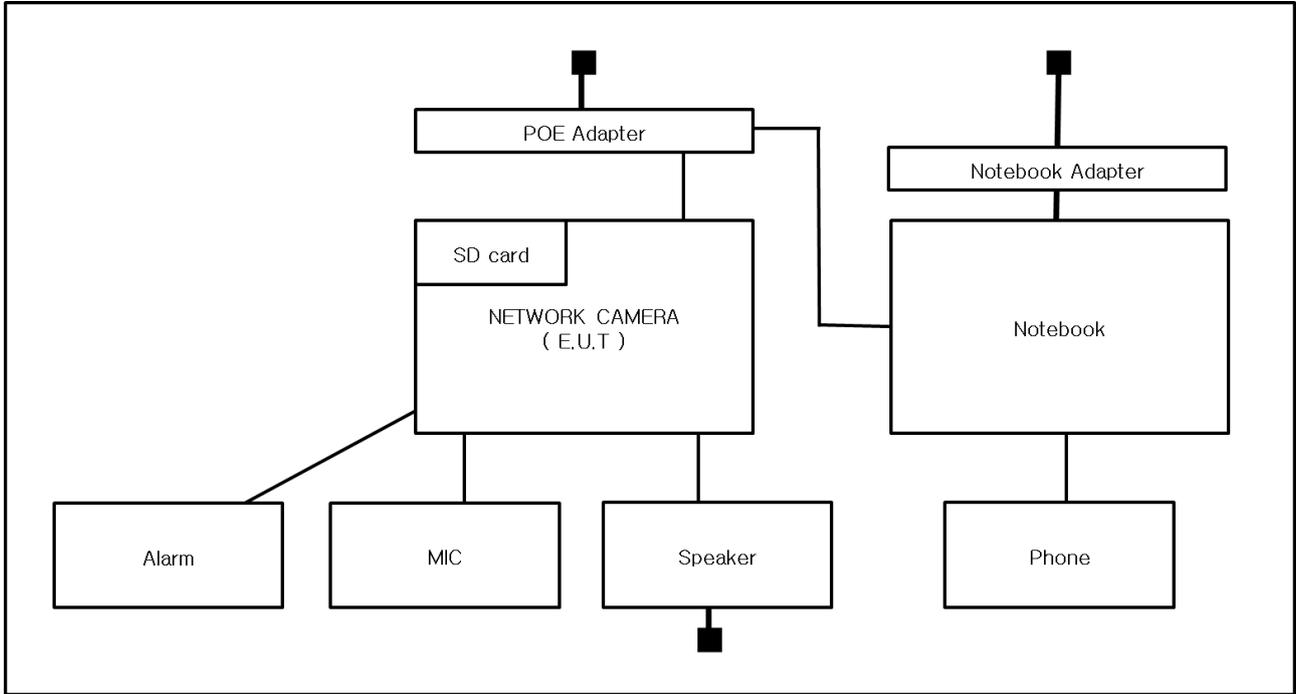 POE Adapter
Notebook Adapter
SD card
NETWORK CAMERA
( E.U.T )
Notebook
Alarm
MIC
Speaker
Phone